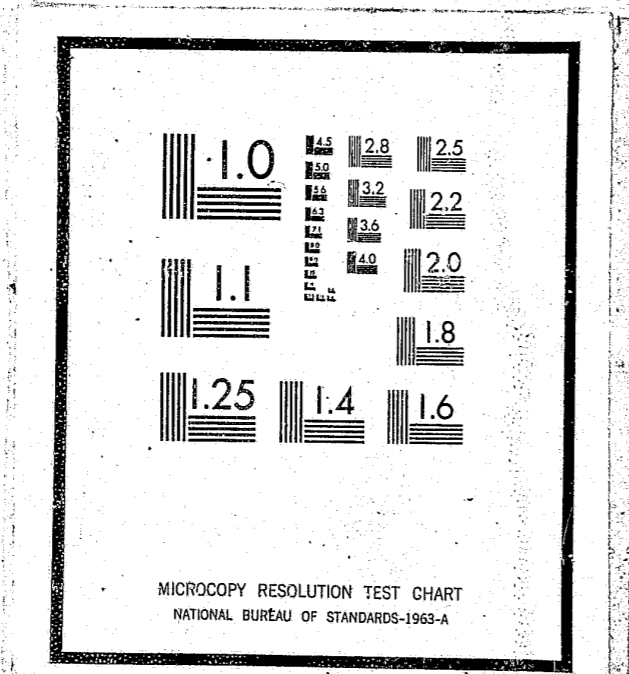 1.0
4.5 2.8 2.5
5.0
5.6 3.2 2.2
6.3
7.1 3.6
4.0 2.0
1.1
1.8
1.25 1.4 1.6
MICROCOPY RESOLUTION TEST CHART
NATIONAL BUREAU OF STANDARDS-1963-A